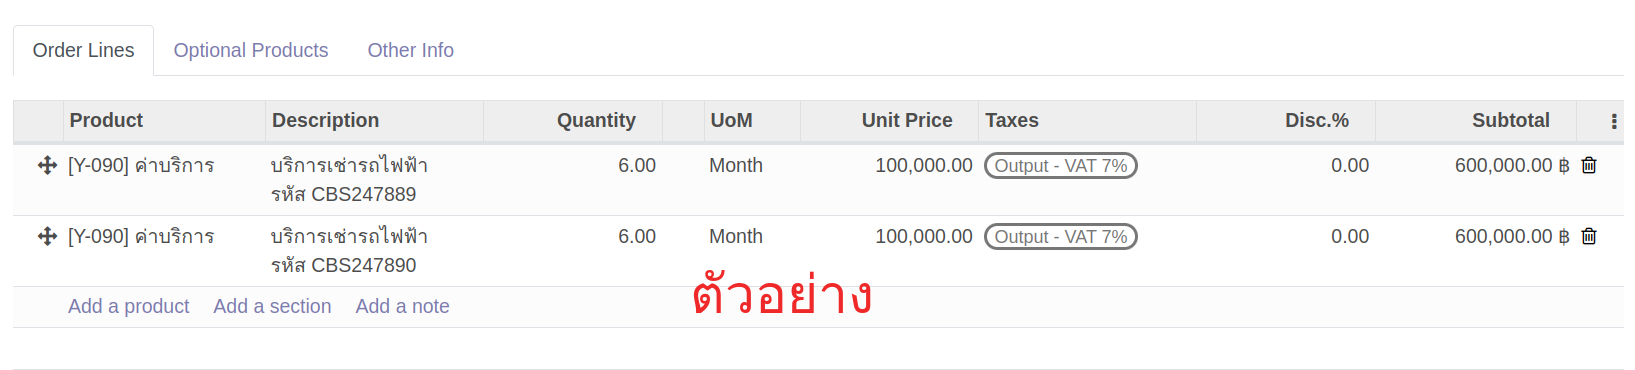 Order Lines Optional Products Other Info
Product Description Quantity UoM Unit Price Taxes Disc.% Subtotal
[Y-090] ค่าบริการ บริการเช่ารถไฟฟ้า 6.00 Month 100,000.00 Output - VAT 7% 0.00 600,000.00 ฿
รหัส CBS247889
[Y-090] ค่าบริการ บริการเช่ารถไฟฟ้า 6.00 Month 100,000.00 Output - VAT 7% 0.00 600,000.00 ฿
รหัส CBS247890
ตัวอย่าง
Add a product Add a section Add a note